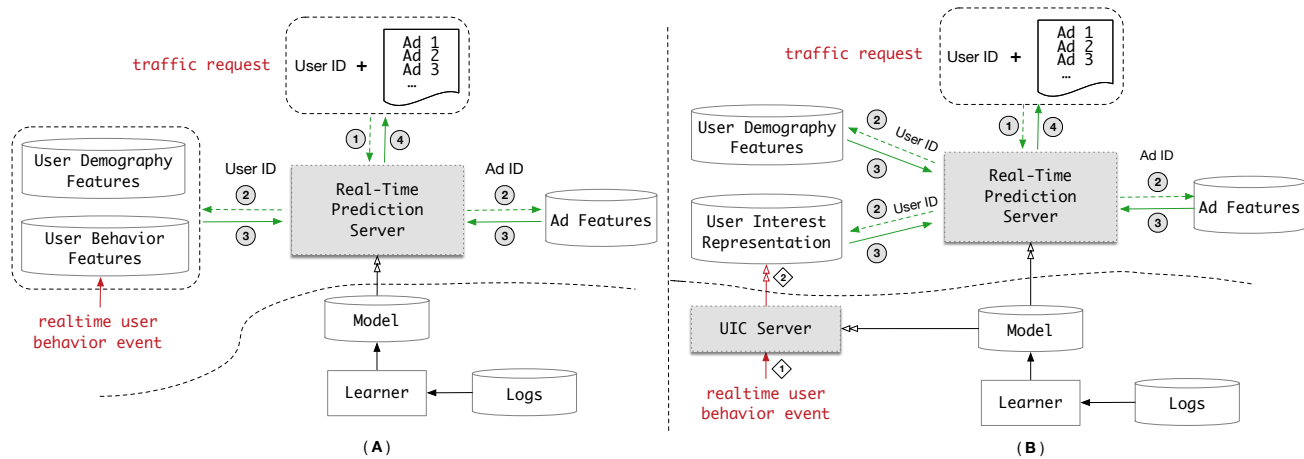 traffic request
User ID +
Ad 1
Ad 2
Ad 3
…
1
4
User Demography
Features
User Behavior
Features
User ID
2
3
Real-Time
Prediction
Server
Ad ID
2
3
Ad Features
realtime user
behavior event
Model
Learner
Logs
(A)
traffic request
User ID +
Ad 1
Ad 2
Ad 3
…
1
4
User Demography
Features
2
User ID
3
User Interest
Representation
2
User ID
3
Real-Time
Prediction
Server
Ad ID
2
3
Ad Features
2
UIC Server
1
realtime user
behavior event
Model
Learner
Logs
(B)